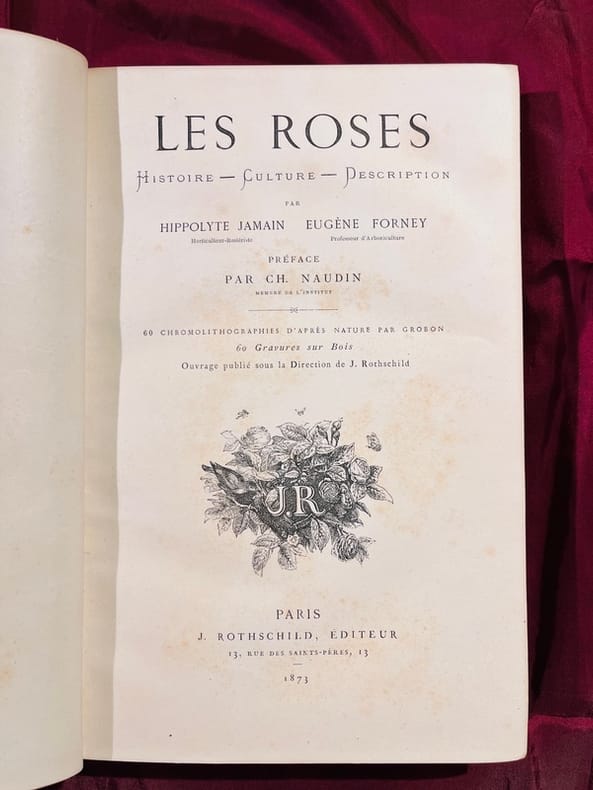 LES ROSES
HISTOIRE — CULTURE — DESCRIPTION
PAR
HIPPOLYTE JAMAIN EUGÈNE FORNEY
Horticulteur-Rosiériste Professeur d'Arboriculture
PRÉFACE
PAR CH. NAUDIN
MEMBRE DE L'INSTITUT
60 CHROMOLITHOGRAPHIES D'APRÈS NATURE PAR GROBON
60 Gravures sur Bois
Ouvrage publié sous la Direction de J. Rothschild
JR
PARIS
J. ROTHSCHILD, ÉDITEUR
13, RUE DES SAINTS-PÈRES, 13
1873